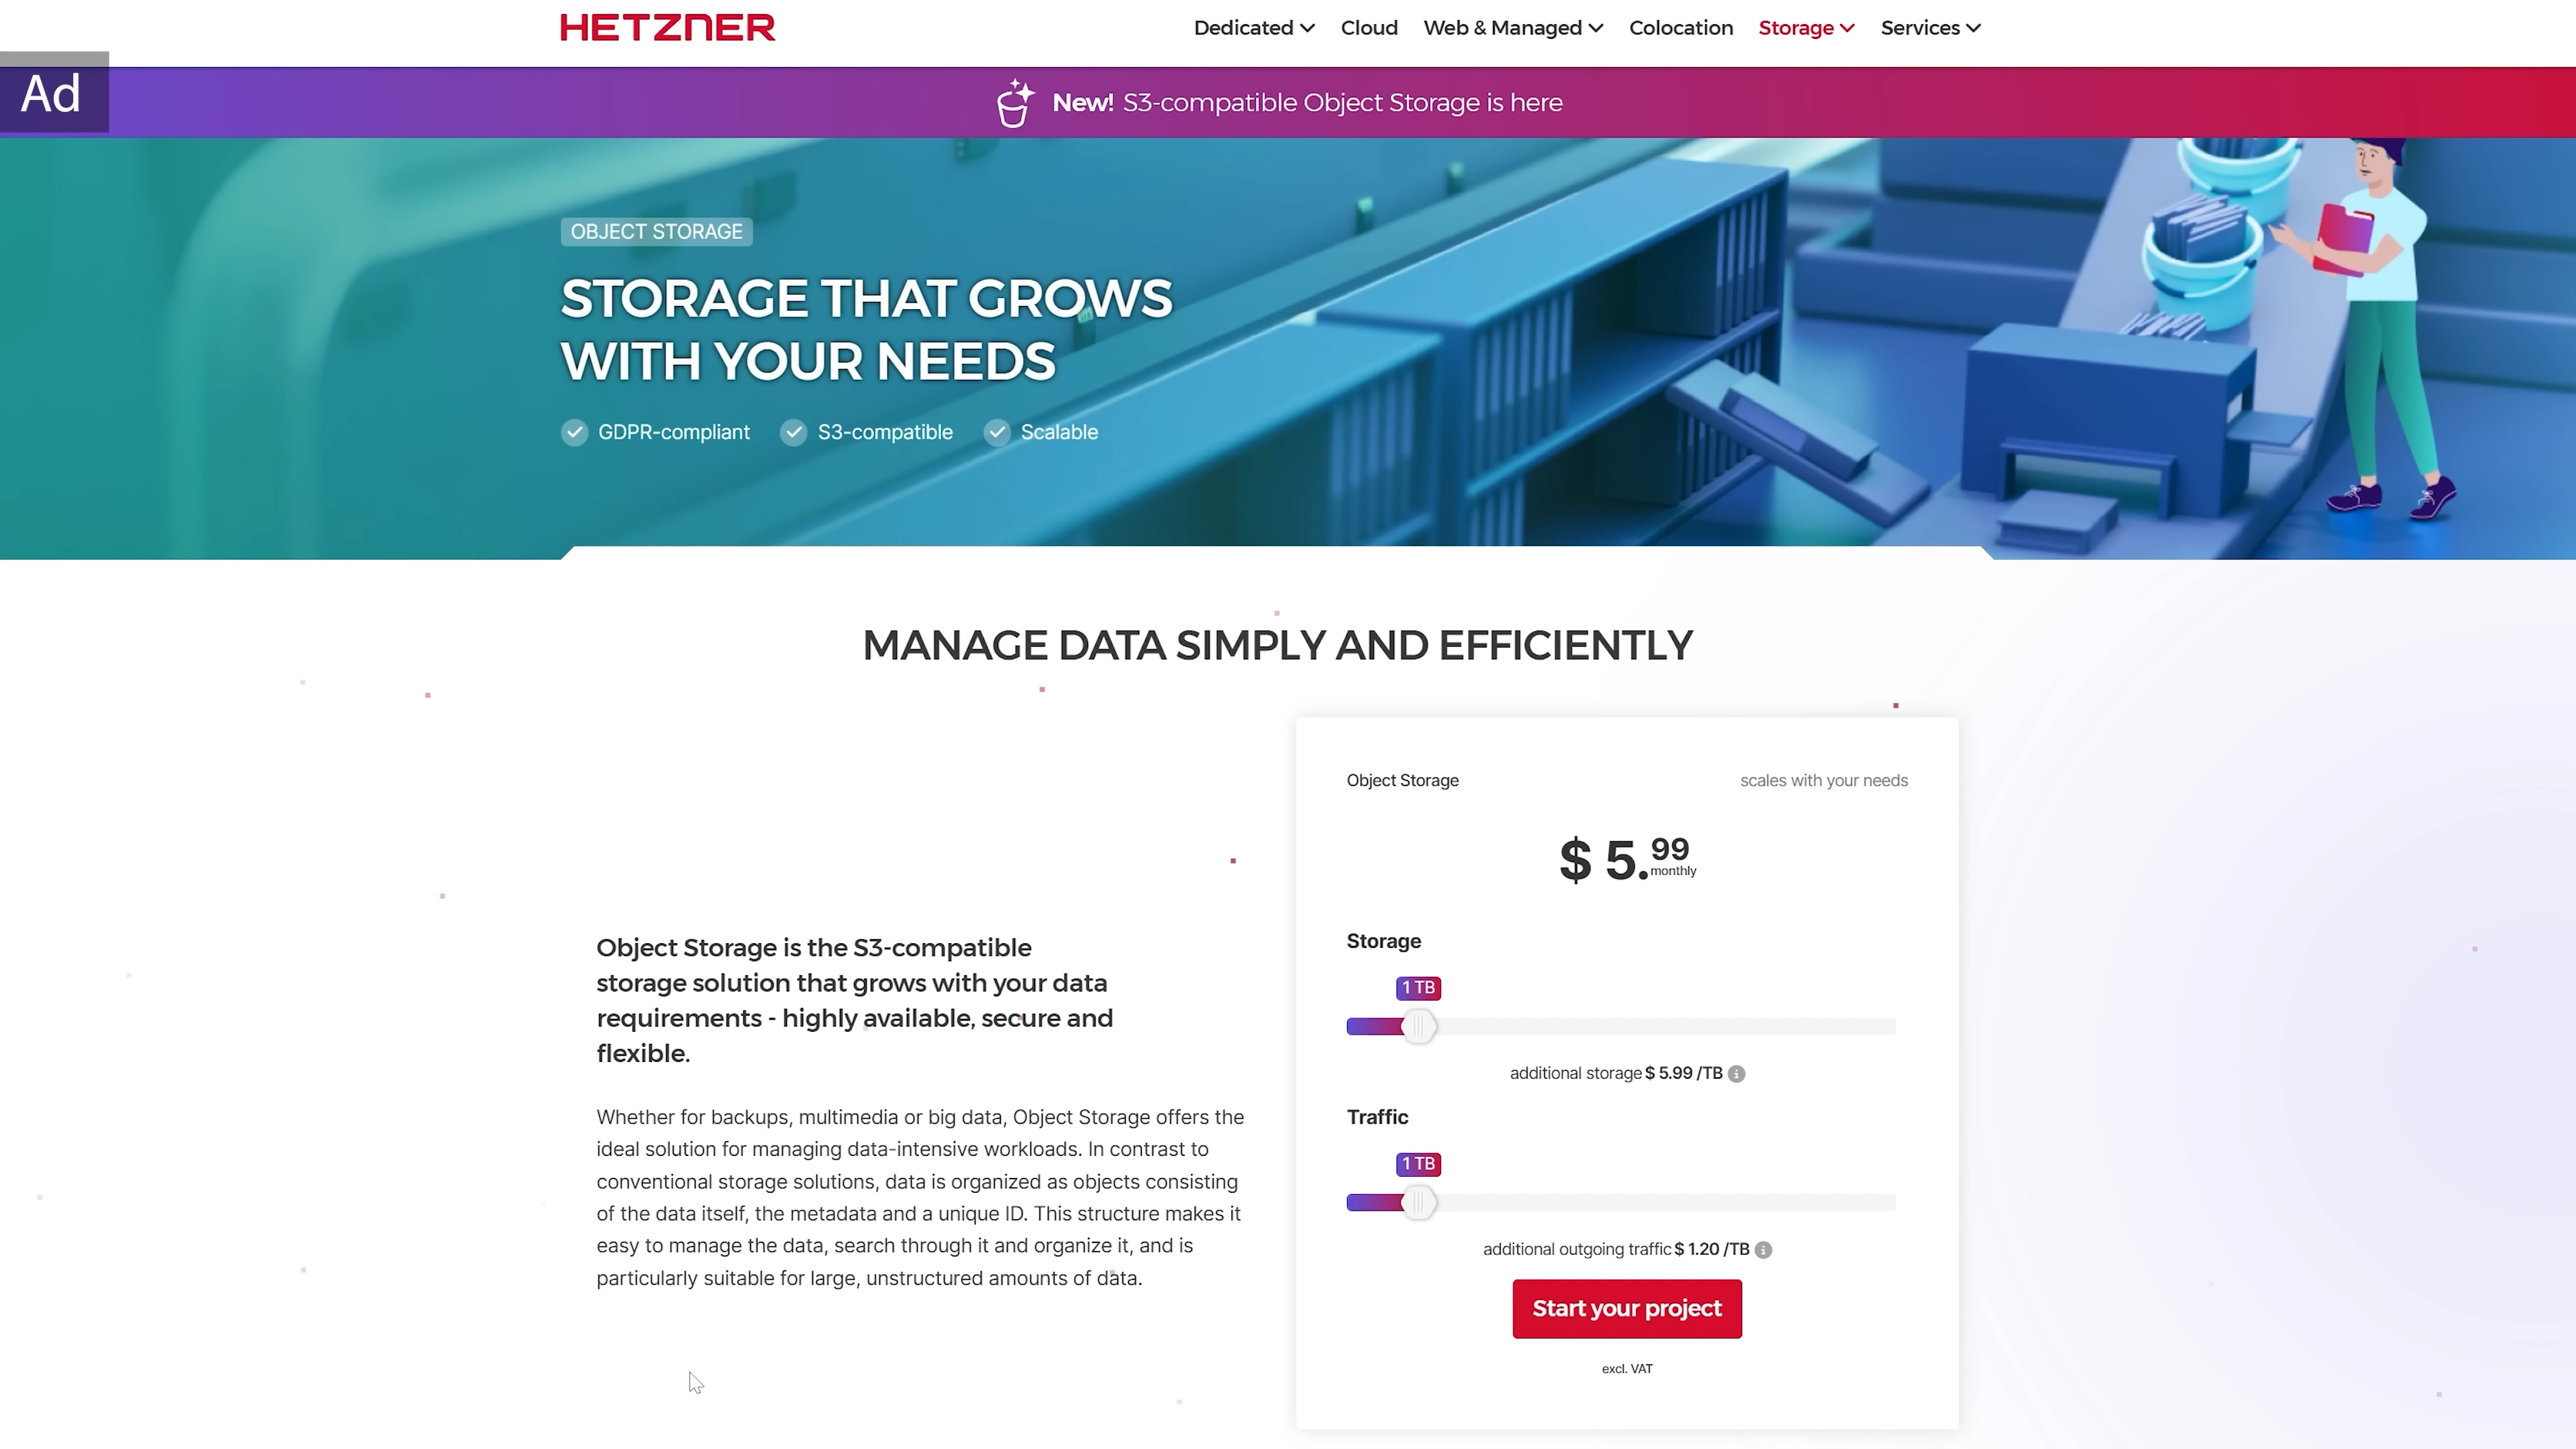 HETZNER
Dedicated Cloud Web & Managed Colocation Storage Services
Ad
New! S3-compatible Object Storage is here
OBJECT STORAGE
STORAGE THAT GROWS
WITH YOUR NEEDS
GDPR-compliant S3-compatible Scalable
MANAGE DATA SIMPLY AND EFFICIENTLY
Object Storage is the S3-compatible
storage solution that grows with your data
requirements - highly available, secure and
flexible.
Whether for backups, multimedia or big data, Object Storage offers the
ideal solution for managing data-intensive workloads. In contrast to
conventional storage solutions, data is organized as objects consisting
of the data itself, the metadata and a unique ID. This structure makes it
easy to manage the data, search through it and organize it, and is
particularly suitable for large, unstructured amounts of data.
Object Storage scales with your needs
$ 5.99
monthly
Storage
1 TB
additional storage $ 5.99 /TB
Traffic
1 TB
additional outgoing traffic $ 1.20 /TB
Start your project
excl. VAT